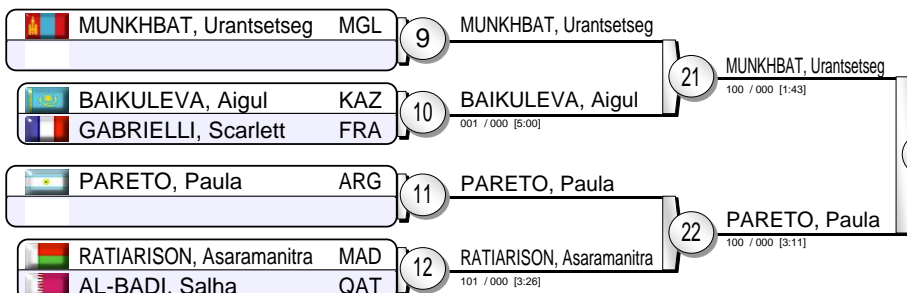 MUNKHBAT, Urantsetseg MGL
9
MUNKHBAT, Urantsetseg
21
MUNKHBAT, Urantsetseg
100 / 000 [1:43]
BAIKULEVA, Aigul KAZ
GABRIELLI, Scarlett FRA
10
BAIKULEVA, Aigul
001 / 000 [5:00]
PARETO, Paula ARG
11
PARETO, Paula
22
PARETO, Paula
100 / 000 [3:11]
RATIARISON, Asaramanitra MAD
AL-BADI, Salha QAT
12
RATIARISON, Asaramanitra
101 / 000 [3:26]